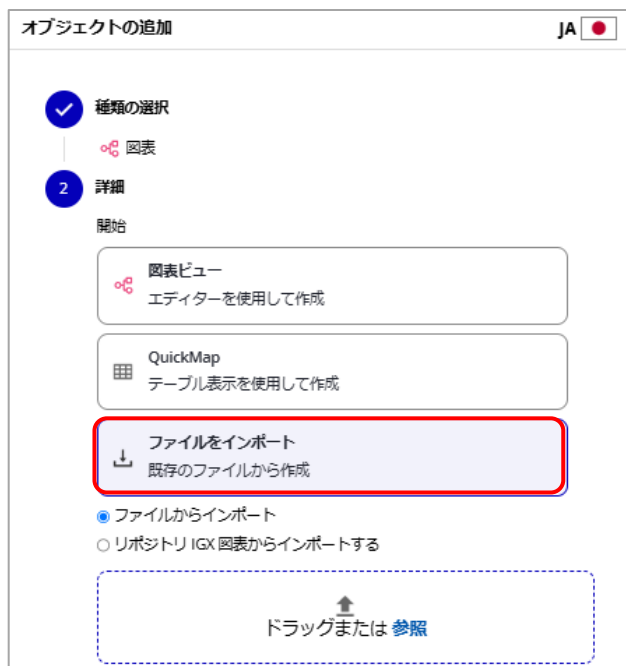 オブジェクトの追加
JA
種類の選択
図表
2
詳細
開始
図表ビュー
エディターを使用して作成
QuickMap
テーブル表示を使用して作成
ファイルをインポート
既存のファイルから作成
ファイルからインポート
リポジトリ IGX 図表からインポートする
ドラッグまたは 参照